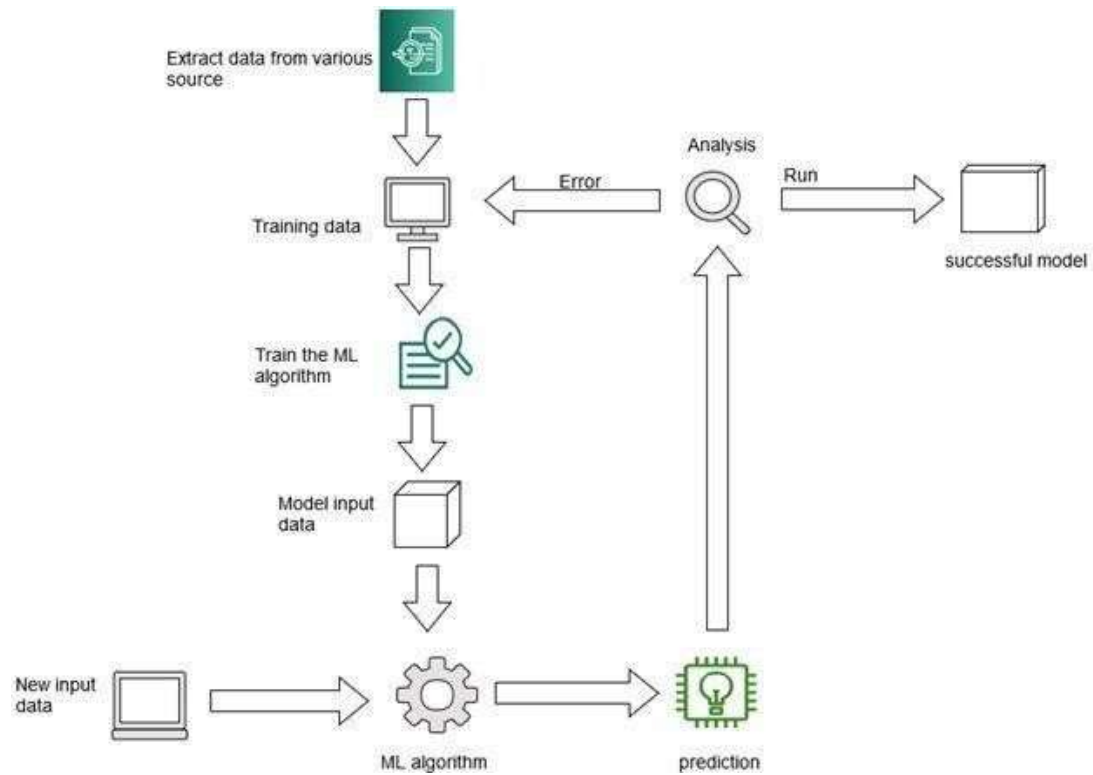 Extract data from various
source
Analysis
Error
Run
Training data
successful model
Train the ML
algorithm
Model input
data
New input
data
ML algorithm
prediction